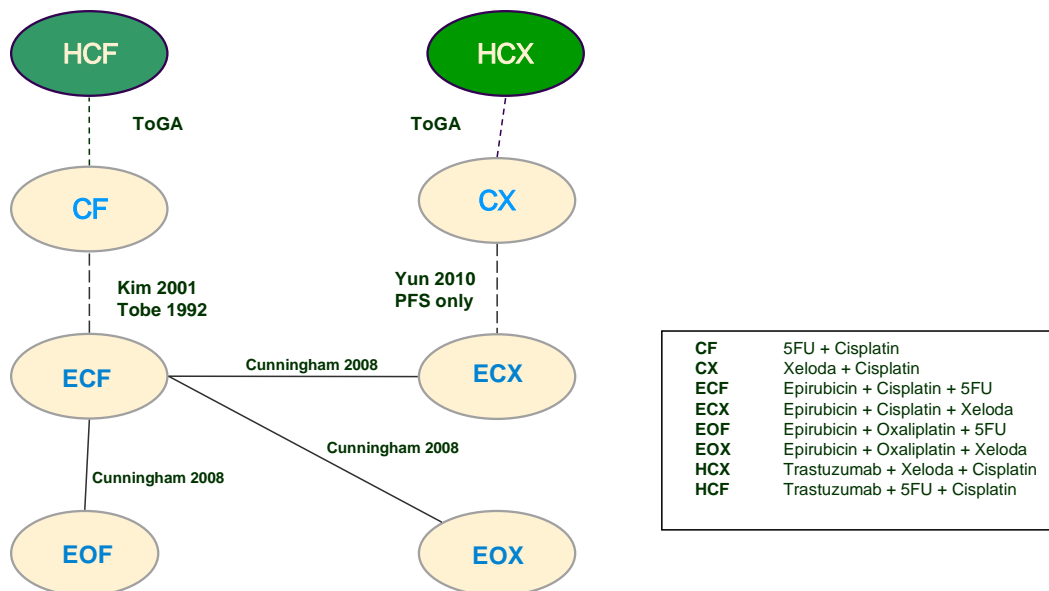 HCF
HCX
ToGA
ToGA
CF
CX
Kim 2001
Tobe 1992
Yun 2010
PFS only
ECF
Cunningham 2008
ECX
Cunningham 2008
Cunningham 2008
EOF
EOX
CF 5FU + Cisplatin
CX Xeloda + Cisplatin
ECF Epirubicin + Cisplatin + 5FU
ECX Epirubicin + Cisplatin + Xeloda
EOF Epirubicin + Oxaliplatin + 5FU
EOX Epirubicin + Oxaliplatin + Xeloda
HCX Trastuzumab + Xeloda + Cisplatin
HCF Trastuzumab + 5FU + Cisplatin